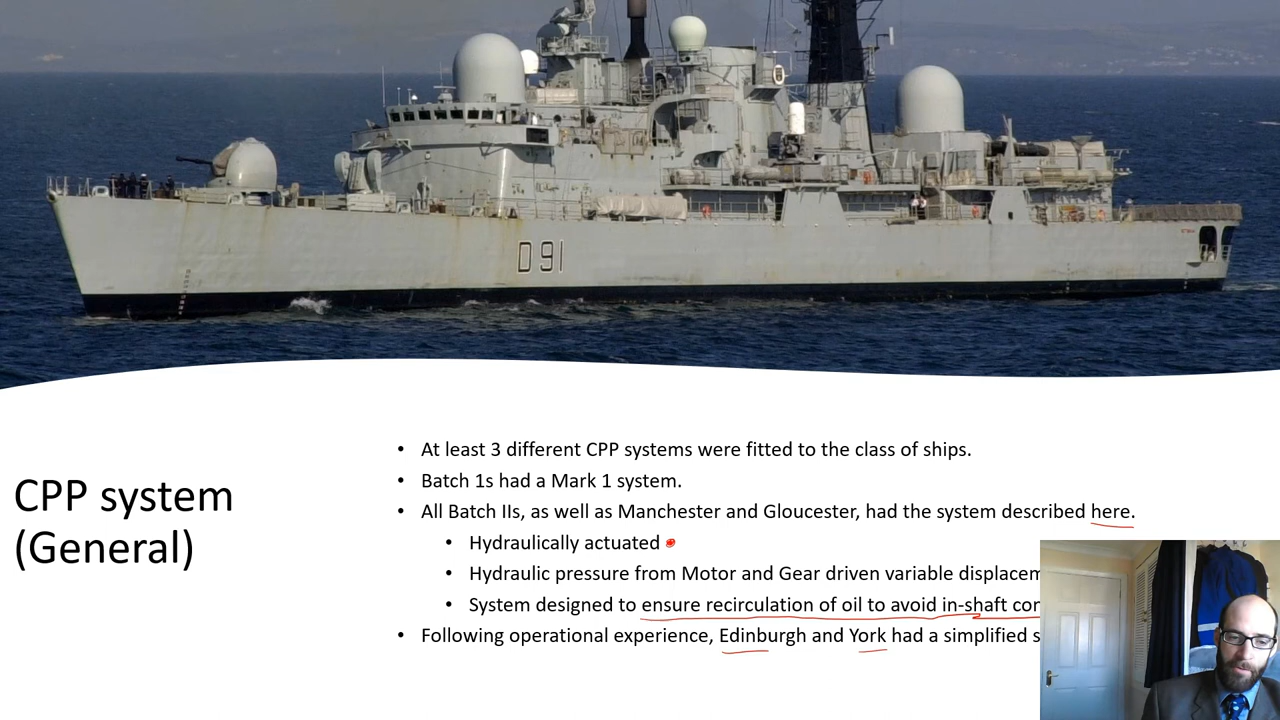 D91
CPP system
(General)
• At least 3 different CPP systems were fitted to the class of ships.
• Batch 1s had a Mark 1 system.
• All Batch IIs, as well as Manchester and Gloucester, had the system described here.
• Hydraulically actuated
• Hydraulic pressure from Motor and Gear driven variable
• System designed to ensure recirculation of oil to avoid in-shaft
• Following operational experience, Edinburgh and York had a simplified